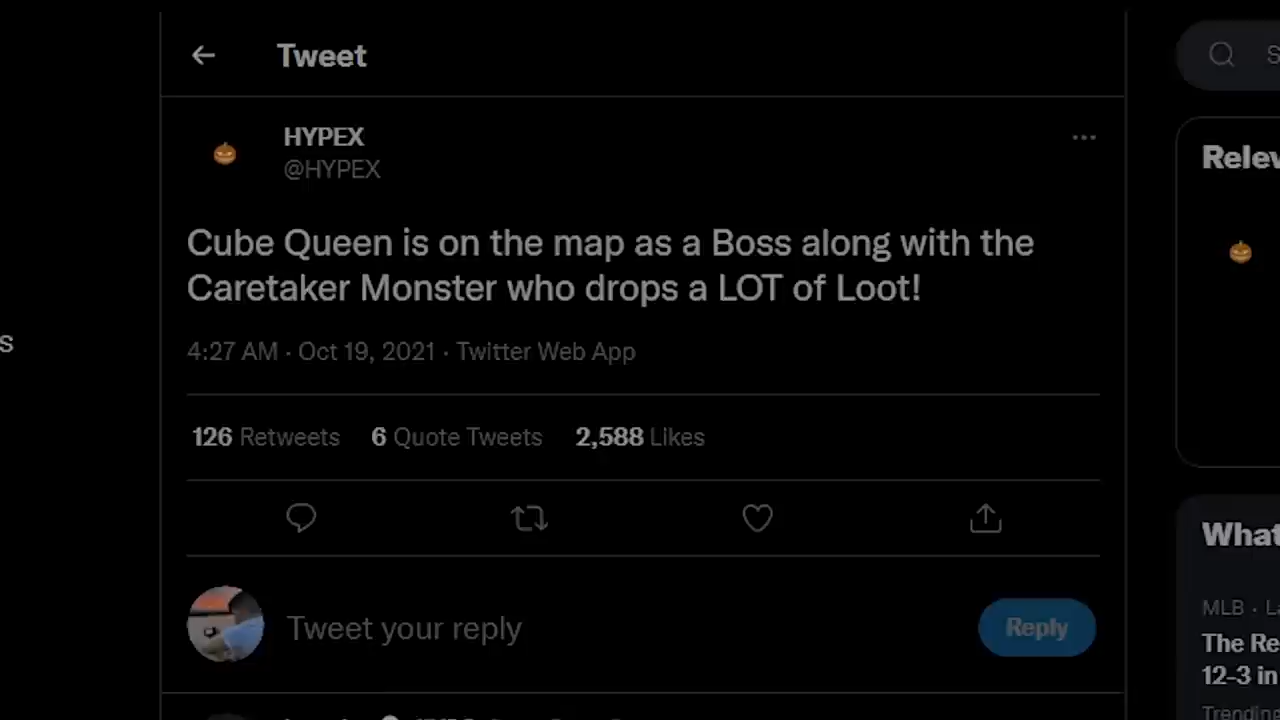 Tweet
HYPEX
@HYPEX
Cube Queen is on the map as a Boss along with the
Caretaker Monster who drops a LOT of Loot!
4:27 AM · Oct 19, 2021 · Twitter Web App
126 Retweets 6 Quote Tweets 2,588 Likes
Tweet your reply
Reply
s
S
Relev
What
MLB · La
The Re
12-3 in
Trending